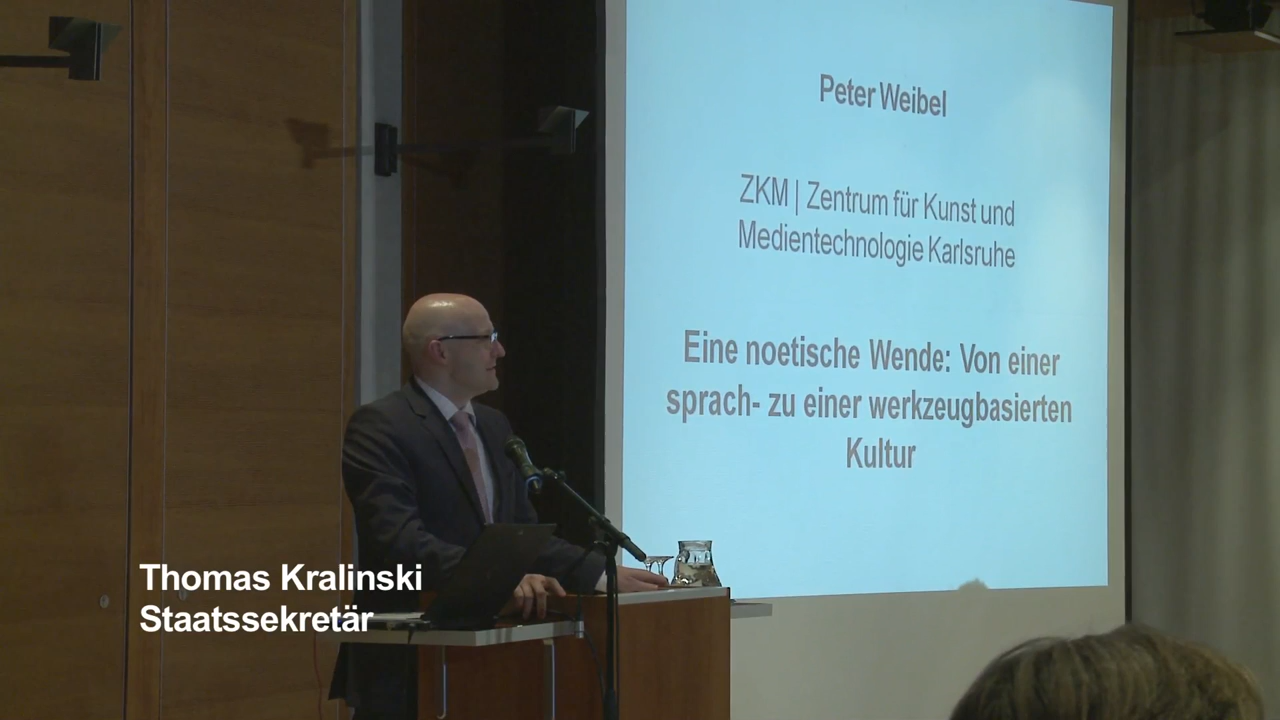 Peter Weibel
ZKM | Zentrum für Kunst und
Medientechnologie Karlsruhe
Eine noetische Wende: Von einer
sprach- zu einer werkzeugbasierten
Kultur
Thomas Kralinski
Staatssekretär